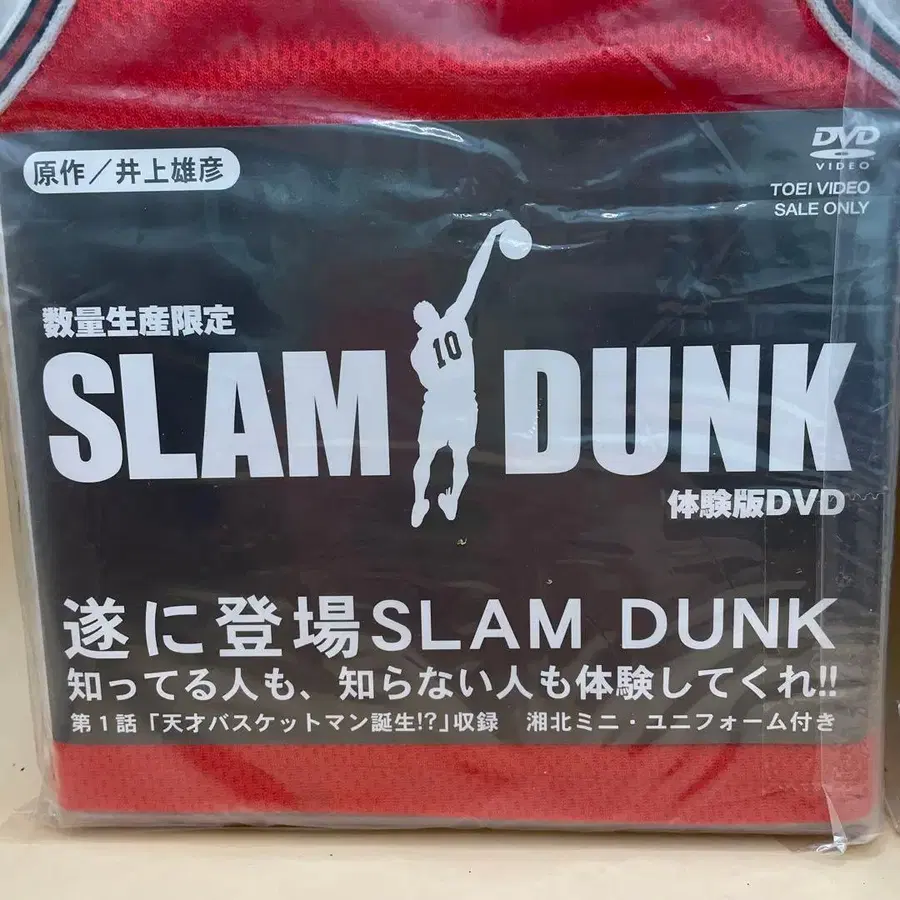 原作／井上雄彦
DVD
VIDEO
TOEI VIDEO
SALE ONLY
数量生産限定
SLAM DUNK
10
体験版DVD
遂に登場SLAM DUNK
知ってる人も、知らない人も体験してくれ!!
第1話「天才バスケットマン誕生!?」収録　湘北ミニ・ユニフォーム付き